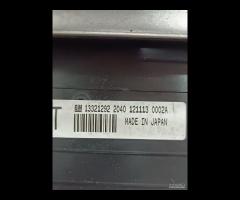 GM 13321292 2040 121113 0002A
T MADE IN JAPAN